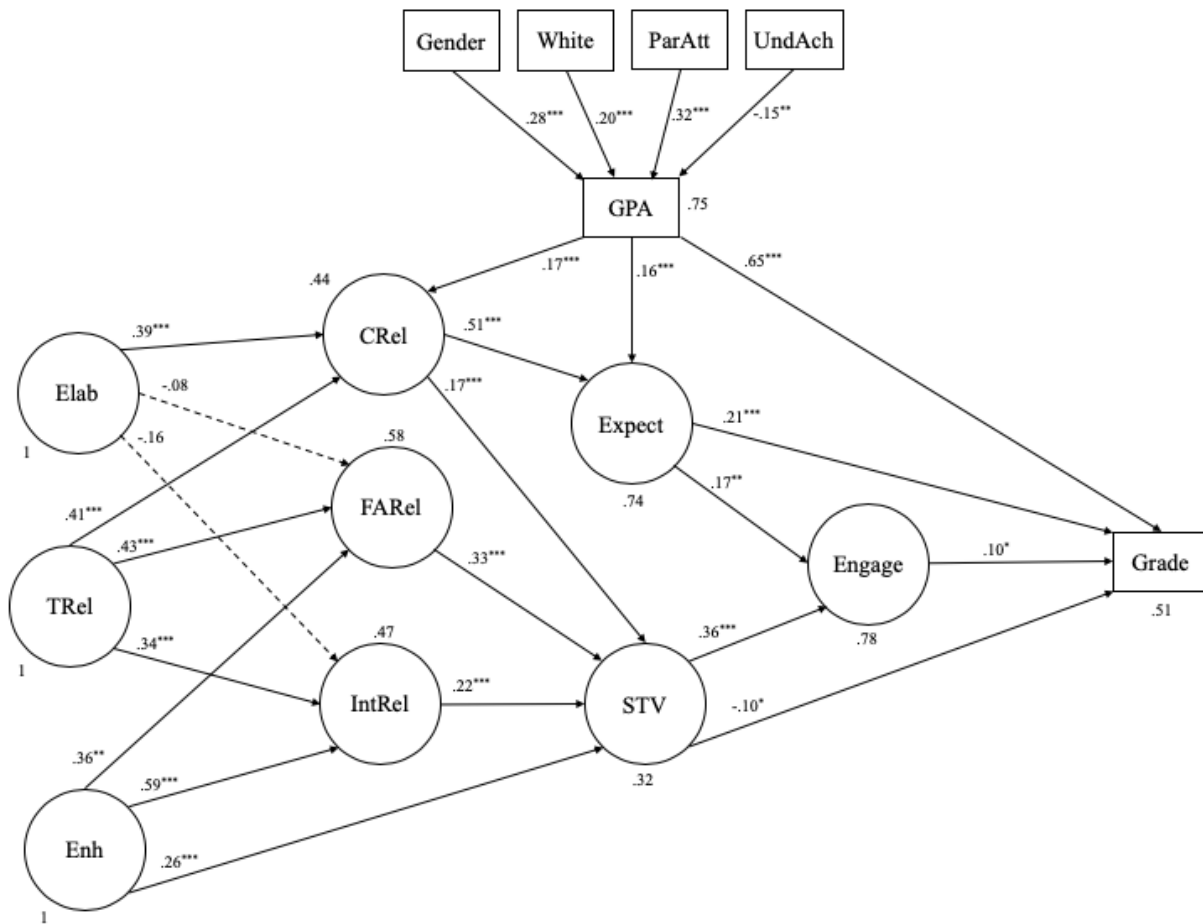 Gender
White
ParAtt
UndAch
.28***
.20***
.32***
-.15**
GPA
.75
.17***
.16***
.65***
.44
CRel
.39***
.51***
Elab
-.08
.17***
1
-.16
.58
Expect
.21***
FARel
.74
.17**
.41***
.43***
.33***
Engage
.10*
Grade
TRel
.78
.51
1
.34***
.47
.36***
IntRel
.22***
STV
-.10*
.36**
.59***
.32
Enh
.26***
1